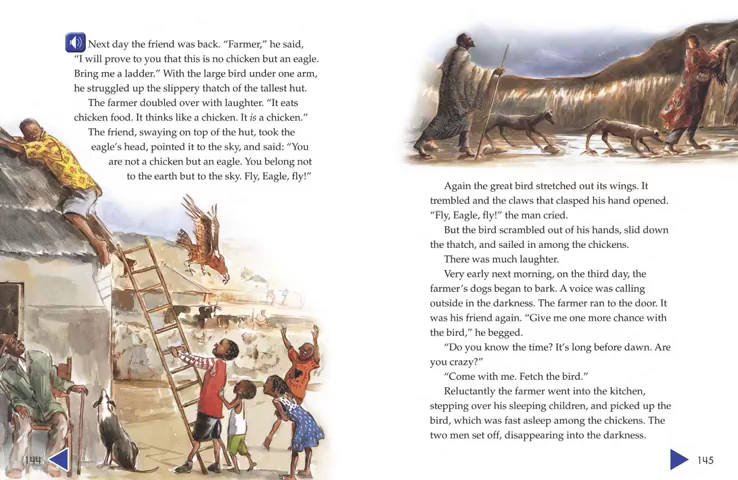 Next day the friend was back. “Farmer,” he said,
“I will prove to you that this is no chicken but an eagle.
Bring me a ladder.” With the large bird under one arm,
he struggled up the slippery thatch of the tallest hut.
The farmer doubled over with laughter. “It eats
chicken food. It thinks like a chicken. It is a chicken.”
The friend, swaying on top of the hut, took the
eagle’s head, pointed it to the sky, and said: “You
are not a chicken but an eagle. You belong not
to the earth but to the sky. Fly, Eagle, fly!”
144
Again the great bird stretched out its wings. It
trembled and the claws that clasped his hand opened.
“Fly, Eagle, fly!” the man cried.
But the bird scrambled out of his hands, slid down
the thatch, and sailed in among the chickens.
There was much laughter.
Very early next morning, on the third day, the
farmer’s dogs began to bark. A voice was calling
outside in the darkness. The farmer ran to the door. It
was his friend again. “Give me one more chance with
the bird,” he begged.
“Do you know the time? It’s long before dawn. Are
you crazy?”
“Come with me. Fetch the bird.”
Reluctantly the farmer went into the kitchen,
stepping over his sleeping children, and picked up the
bird, which was fast asleep among the chickens. The
two men set off, disappearing into the darkness.
145